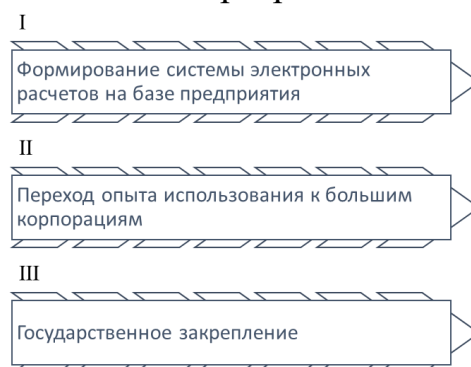 I
Формирование системы электронных
расчетов на базе предприятия
II
Переход опыта использования к большим
корпорациям
III
Государственное закрепление